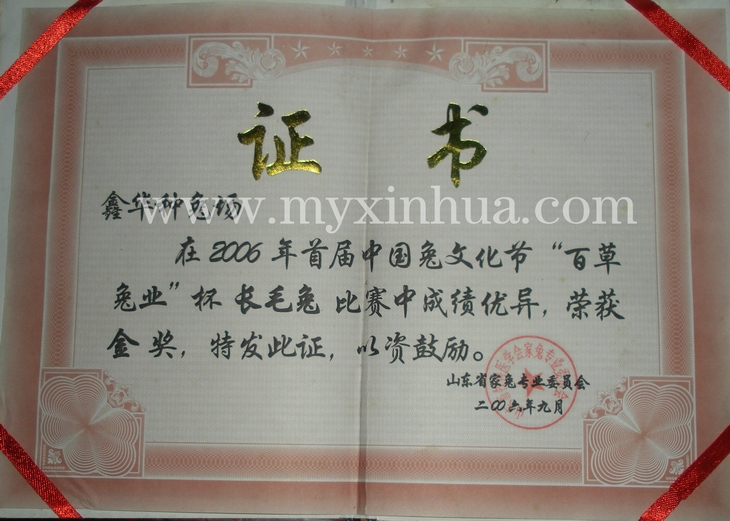 证 书
鑫华种兔场
www.myxinhua.com
在2006年首届中国兔文化节“百草
兔业”杯 长毛兔 比赛中成绩优异,荣获
金 奖,特发此证,以资鼓励。
山东省家兔专业委员会
二〇〇六年九月